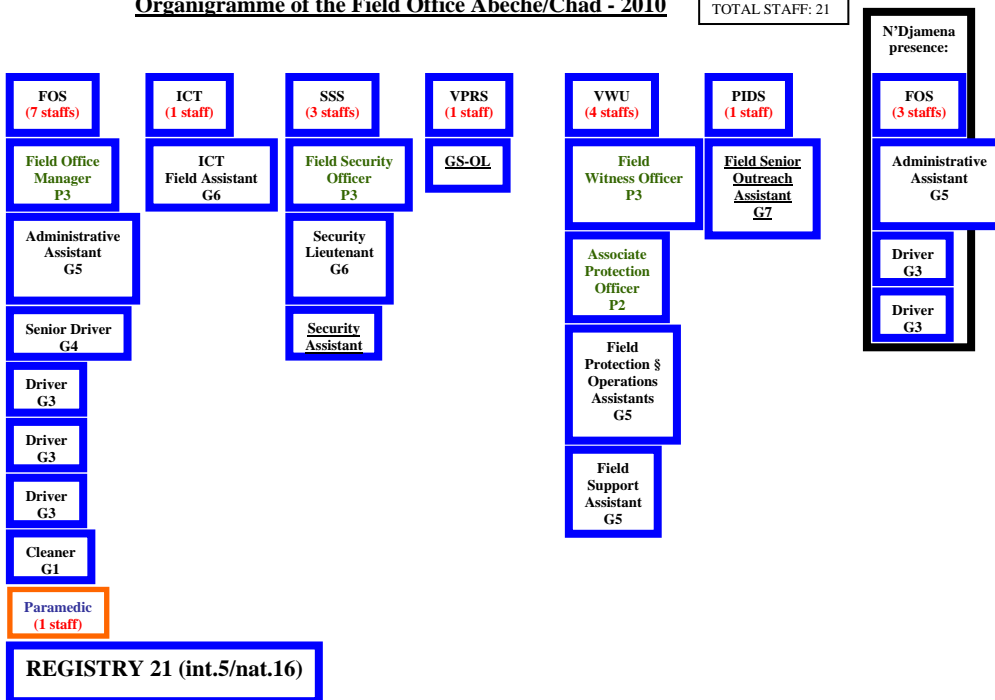 Organigramme of the Field Office Abeche/Chad - 2010
TOTAL STAFF: 21
N'Djamena
presence:
FOS
(7 staffs)
Field Office
Manager
P3
Administrative
Assistant
G5
Senior Driver
G4
Driver
G3
Driver
G3
Driver
G3
Cleaner
G1
Paramedic
(1 staff)
ICT
(1 staff)
ICT
Field Assistant
G6
SSS
(3 staffs)
Field Security
Officer
P3
Security
Lieutenant
G6
Security
Assistant
VPRS
(1 staff)
GS-OL
VWU
(4 staffs)
Field
Witness Officer
P3
Associate
Protection
Officer
P2
Field
Protection §
Operations
Assistants
G5
Field
Support
Assistant
G5
PIDS
(1 staff)
Field Senior
Outreach
Assistant
G7
FOS
(3 staffs)
Administrative
Assistant
G5
Driver
G3
Driver
G3
REGISTRY 21 (int.5/nat.16)